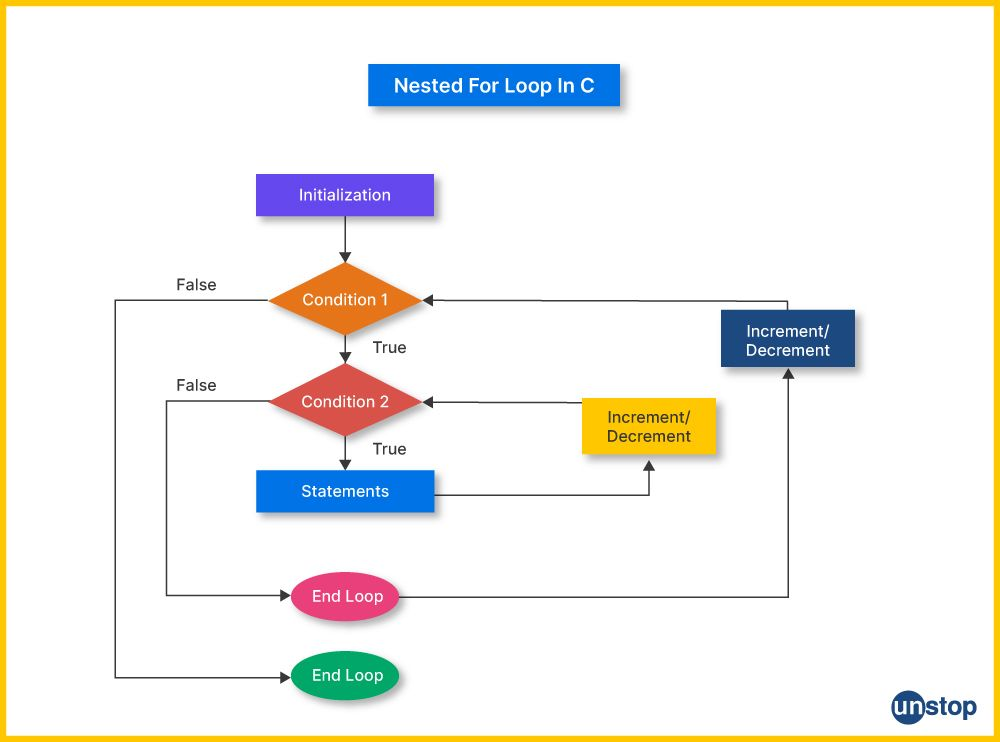 Nested For Loop In C
Initialization
False
Condition 1
Increment/
Decrement
True
False
Condition 2
Increment/
Decrement
True
Statements
End Loop
End Loop
unstop